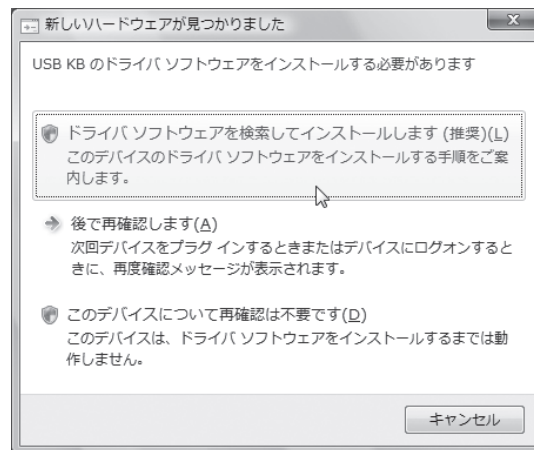 新しいハードウェアが見つかりました
USB KB のドライバ ソフトウェアをインストールする必要があります
ドライバ ソフトウェアを検索してインストールします (推奨)(L)
このデバイスのドライバ ソフトウェアをインストールする手順をご案
内します。
後で再確認します(A)
次回デバイスをプラグ インするときまたはデバイスにログオンすると
きに、再度確認メッセージが表示されます。
このデバイスについて再確認は不要です(D)
このデバイスは、ドライバ ソフトウェアをインストールするまでは動
作しません。
キャンセル